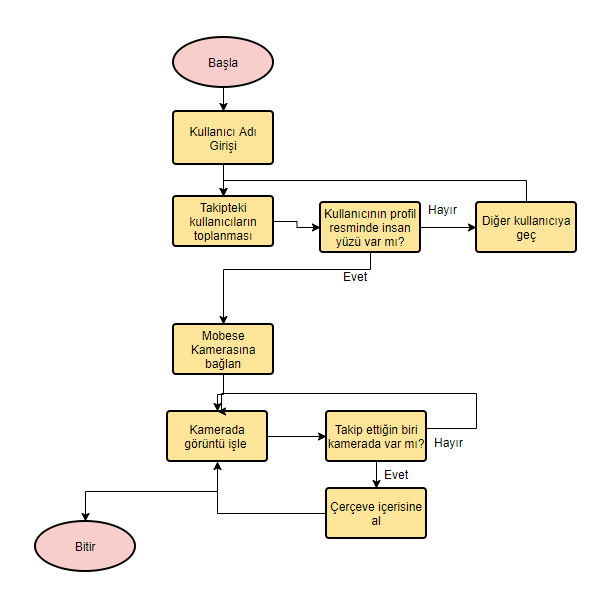 Başla
Kullanıcı Adı
Girişi
Takipteki
kullanıcıların
toplanması
Kullanıcının profil
resminde insan
yüzü var mı?
Hayır
Diğer kullanıcıya
geç
Evet
Mobese
Kamerasına
bağlan
Kamerada
görüntü işle
Takip ettiğin biri
kamerada var mı?
Hayır
Evet
Çerçeve içerisine
al
Bitir